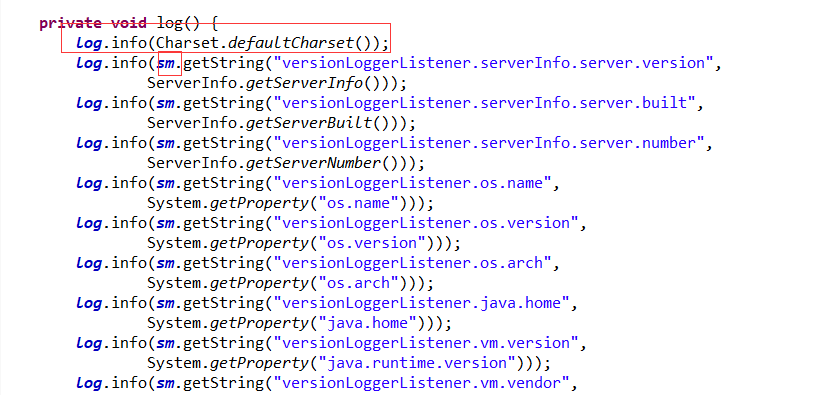 private void log() {
log.info(Charset.defaultCharset());
log.info(sm.getString("versionLoggerListener.serverInfo.server.version",
ServerInfo.getServerInfo()));
log.info(sm.getString("versionLoggerListener.serverInfo.server.built",
ServerInfo.getServerBuilt()));
log.info(sm.getString("versionLoggerListener.serverInfo.server.number",
ServerInfo.getServerNumber()));
log.info(sm.getString("versionLoggerListener.os.name",
System.getProperty("os.name")));
log.info(sm.getString("versionLoggerListener.os.version",
System.getProperty("os.version")));
log.info(sm.getString("versionLoggerListener.os.arch",
System.getProperty("os.arch")));
log.info(sm.getString("versionLoggerListener.java.home",
System.getProperty("java.home")));
log.info(sm.getString("versionLoggerListener.vm.version",
System.getProperty("java.runtime.version")));
log.info(sm.getString("versionLoggerListener.vm.vendor",